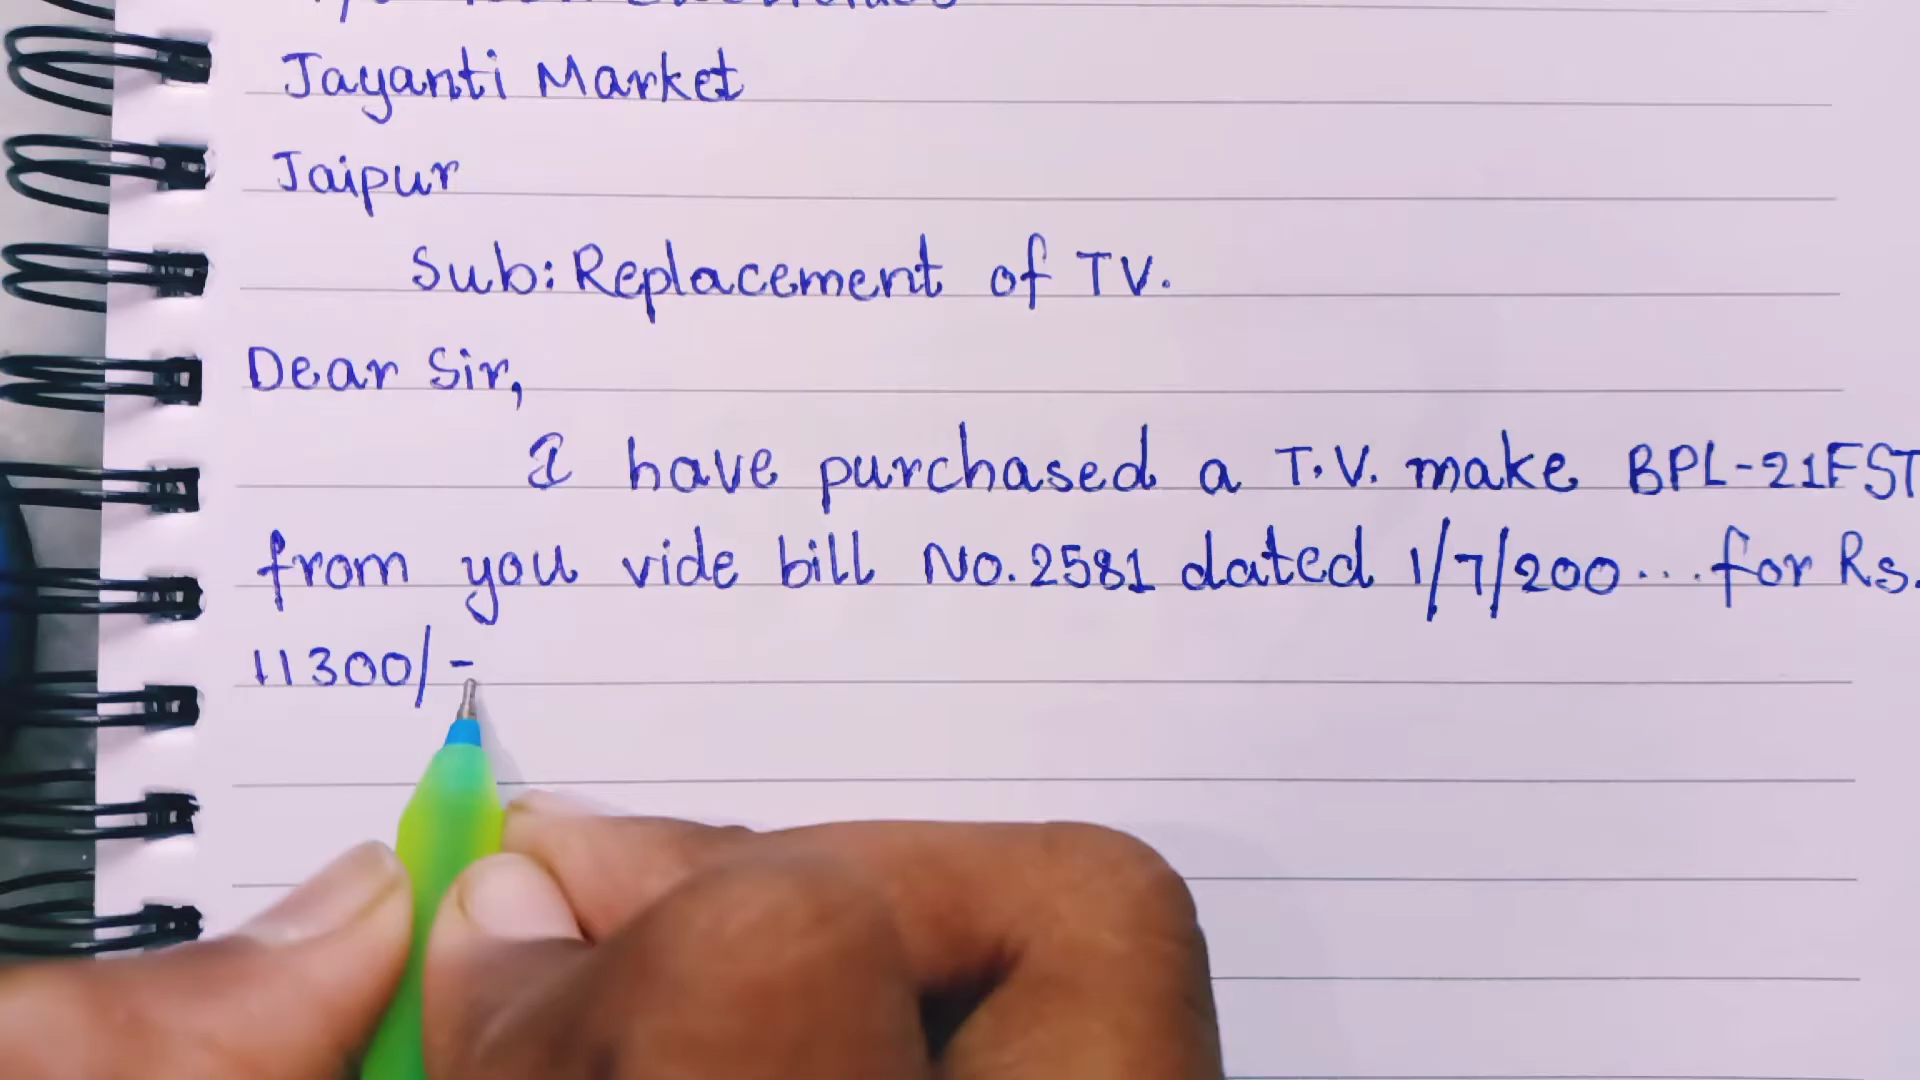 Jayanti Market
Jaipur
Sub: Replacement of TV.
Dear Sir,
I have purchased a T.V. make BPL-21FST
from you vide bill No.2581 dated 1/7/200... for Rs.
11300/-